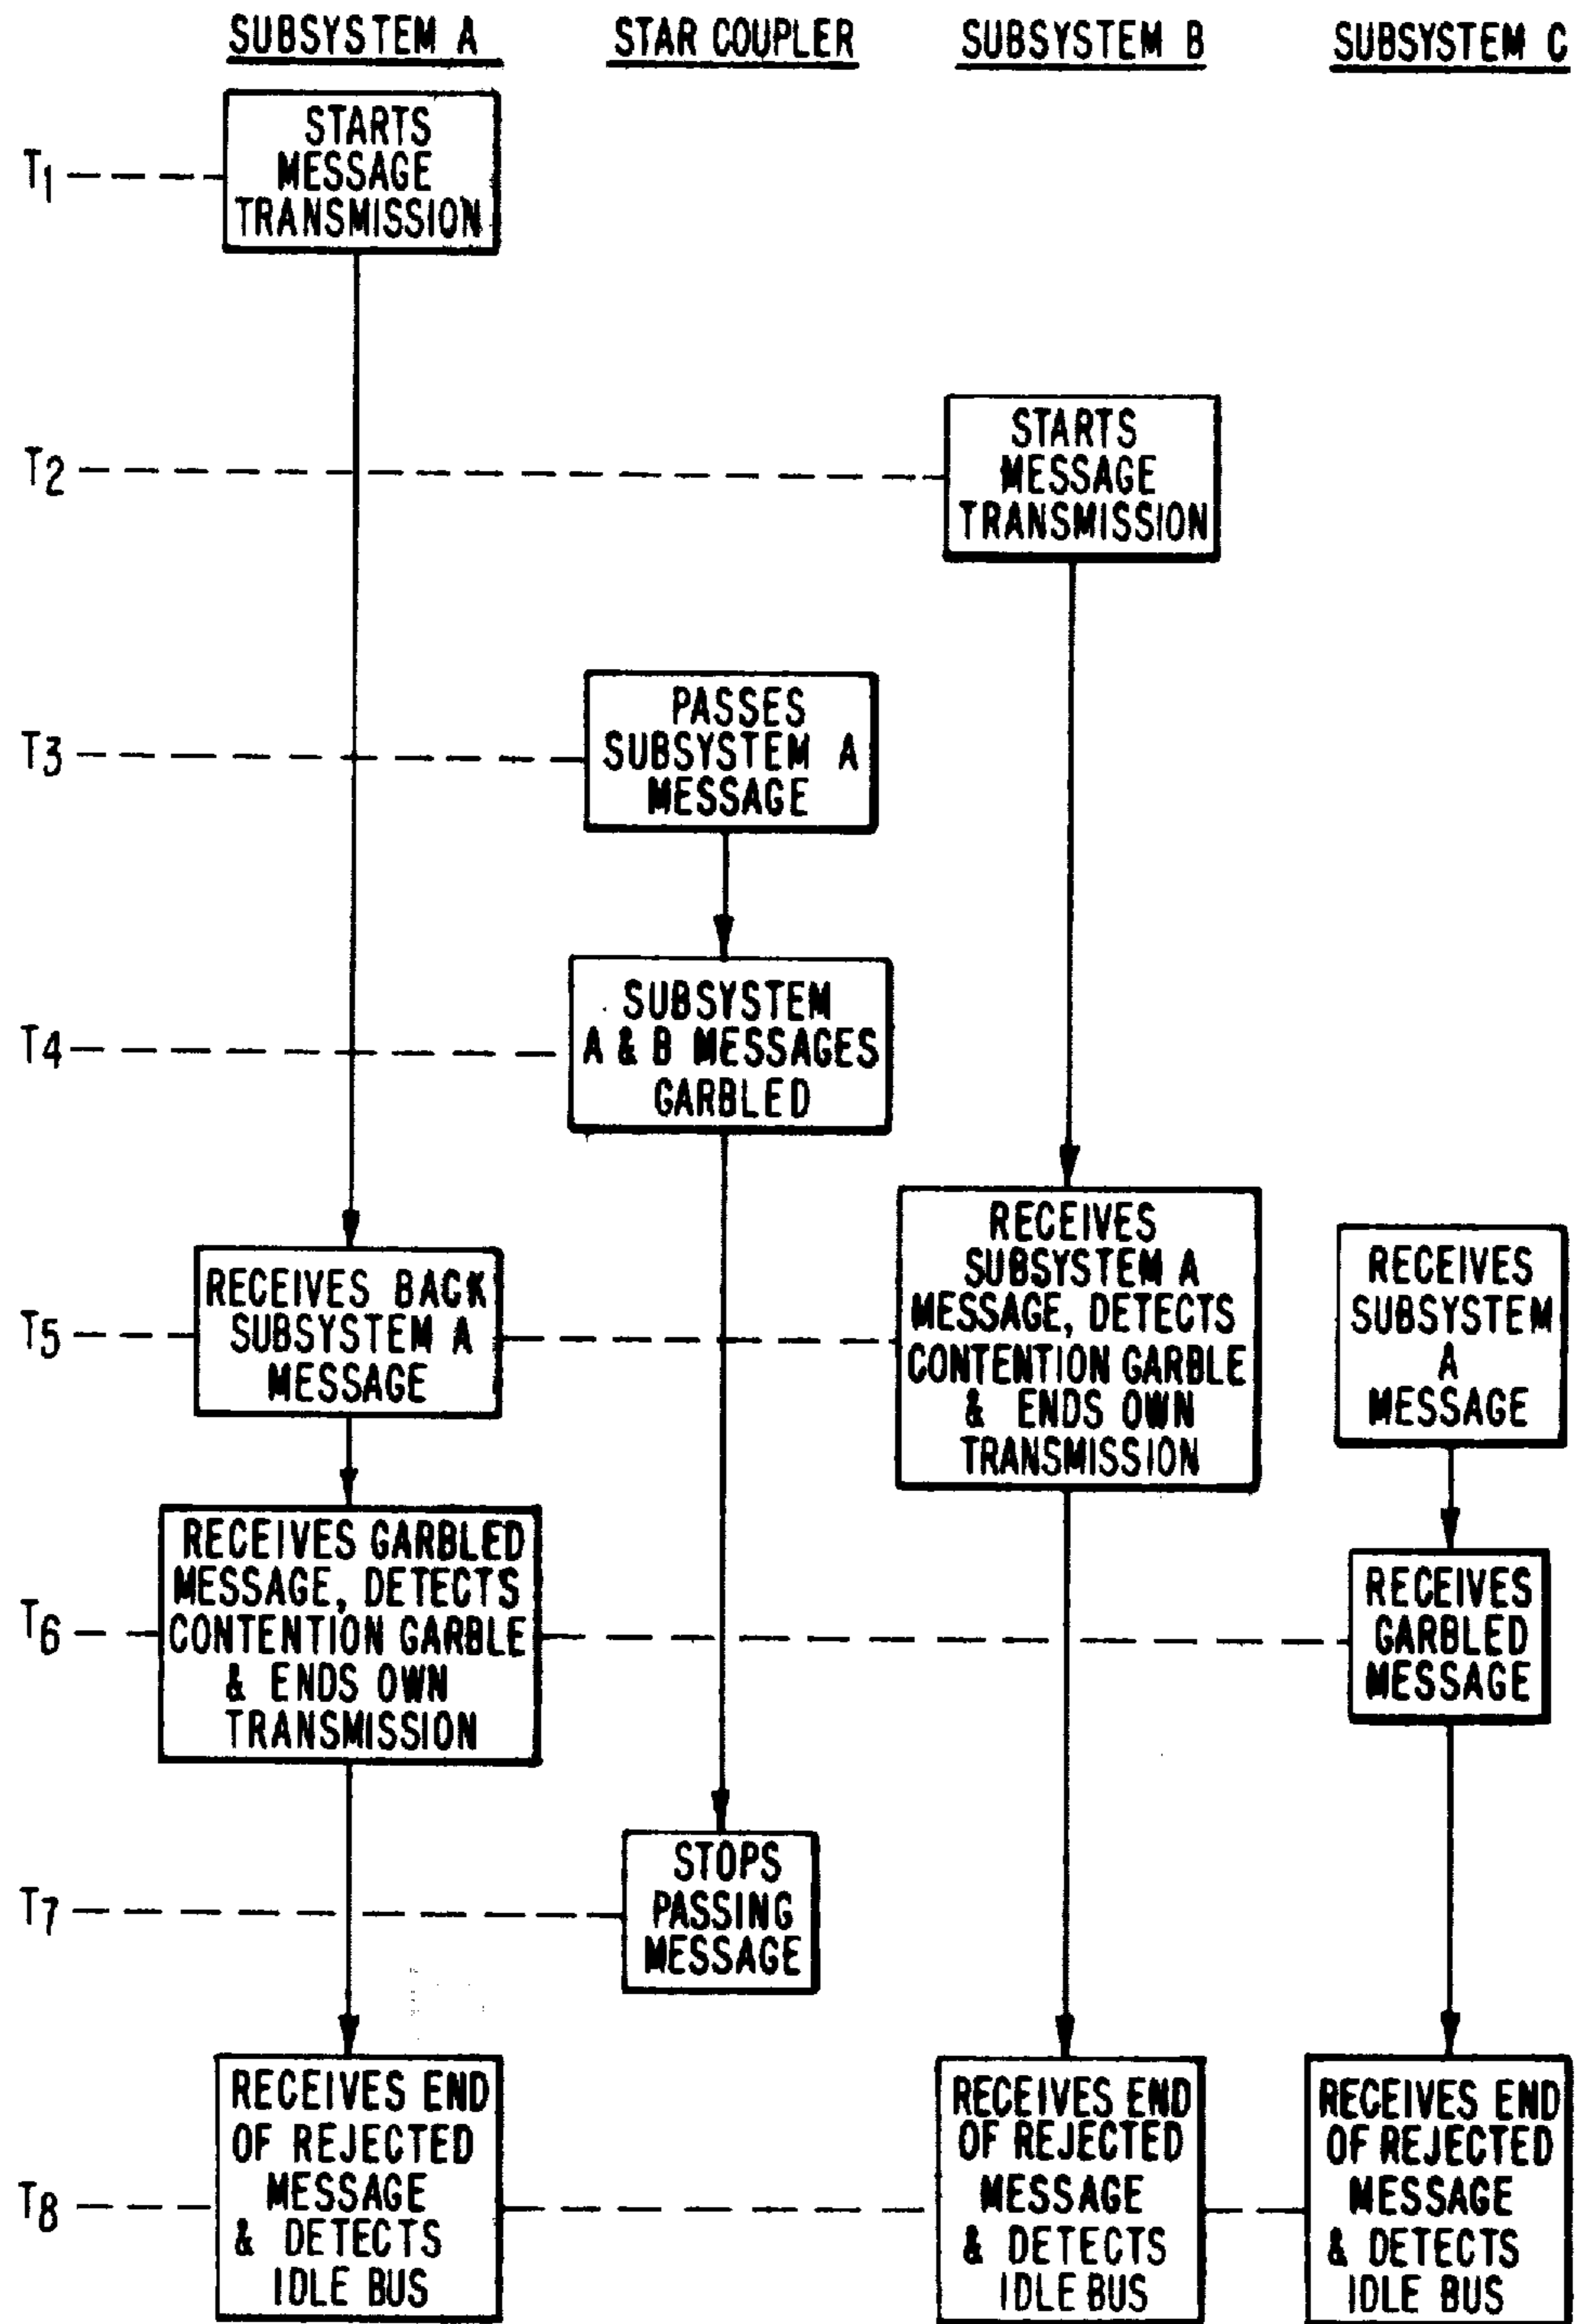 SUBSYSTEM A
STAR COUPLER
SUBSYSTEM B
SUBSYSTEM C
T1
STARTS
MESSAGE
TRANSMISSION
T2
STARTS
MESSAGE
TRANSMISSION
T3
PASSES
SUBSYSTEM A
MESSAGE
T4
SUBSYSTEM
A & B MESSAGES
GARBLED
T5
RECEIVES BACK
SUBSYSTEM A
MESSAGE
RECEIVES
SUBSYSTEM A
MESSAGE, DETECTS
CONTENTION GARBLE
& ENDS OWN
TRANSMISSION
RECEIVES
SUBSYSTEM
A
MESSAGE
T6
RECEIVES GARBLED
MESSAGE, DETECTS
CONTENTION GARBLE
& ENDS OWN
TRANSMISSION
RECEIVES
GARBLED
MESSAGE
T7
STOPS
PASSING
MESSAGE
T8
RECEIVES END
OF REJECTED
MESSAGE
& DETECTS
IDLE BUS
RECEIVES END
OF REJECTED
MESSAGE
& DETECTS
IDLE BUS
RECEIVES END
OF REJECTED
MESSAGE
& DETECTS
IDLE BUS